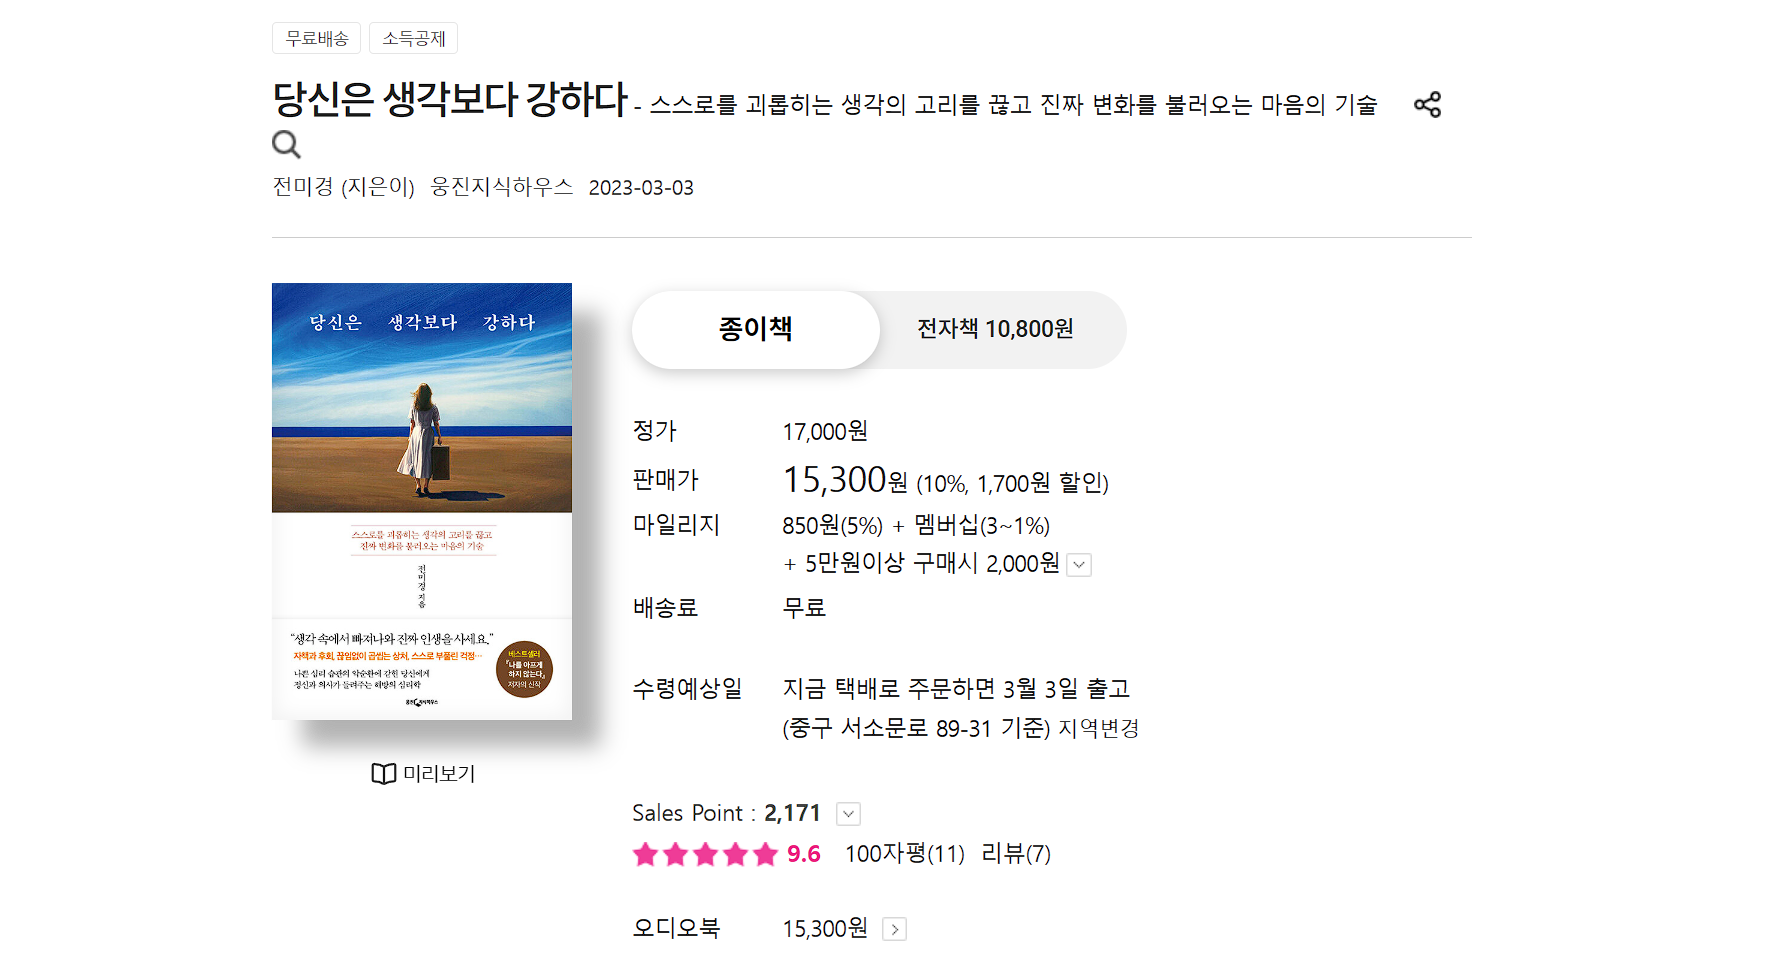 무료배송 소득공제
당신은 생각보다 강하다 - 스스로를 괴롭히는 생각의 고리를 끊고 진짜 변화를 불러오는 마음의 기술
전미경 (지은이) 웅진지식하우스 2023-03-03
당신은 생각보다 강하다
스스로를 괴롭히는 생각의 고리를 끊고
진짜 변화를 불러오는 마음의 기술
전미경 지음
“생각 속에서 빠져나와 진짜 인생을 사세요.”
자책과 후회, 끊임없이 곱씹는 상처, 스스로 부풀린 걱정…
나쁜 심리 습관의 악순환에 갇힌 당신에게
정신과 의사가 들려주는 해방의 심리학
베스트셀러
『나를 아프게
하지 않는다』
저자의 신작
웅진지식하우스
미리보기
종이책 전자책 10,800원
정가 17,000원
판매가 15,300원 (10%, 1,700원 할인)
마일리지 850원(5%) + 멤버십(3~1%)
+ 5만원이상 구매시 2,000원
배송료 무료
수령예상일 지금 택배로 주문하면 3월 3일 출고
(중구 서소문로 89-31 기준) 지역변경
Sales Point : 2,171
9.6 100자평(11) 리뷰(7)
오디오북 15,300원